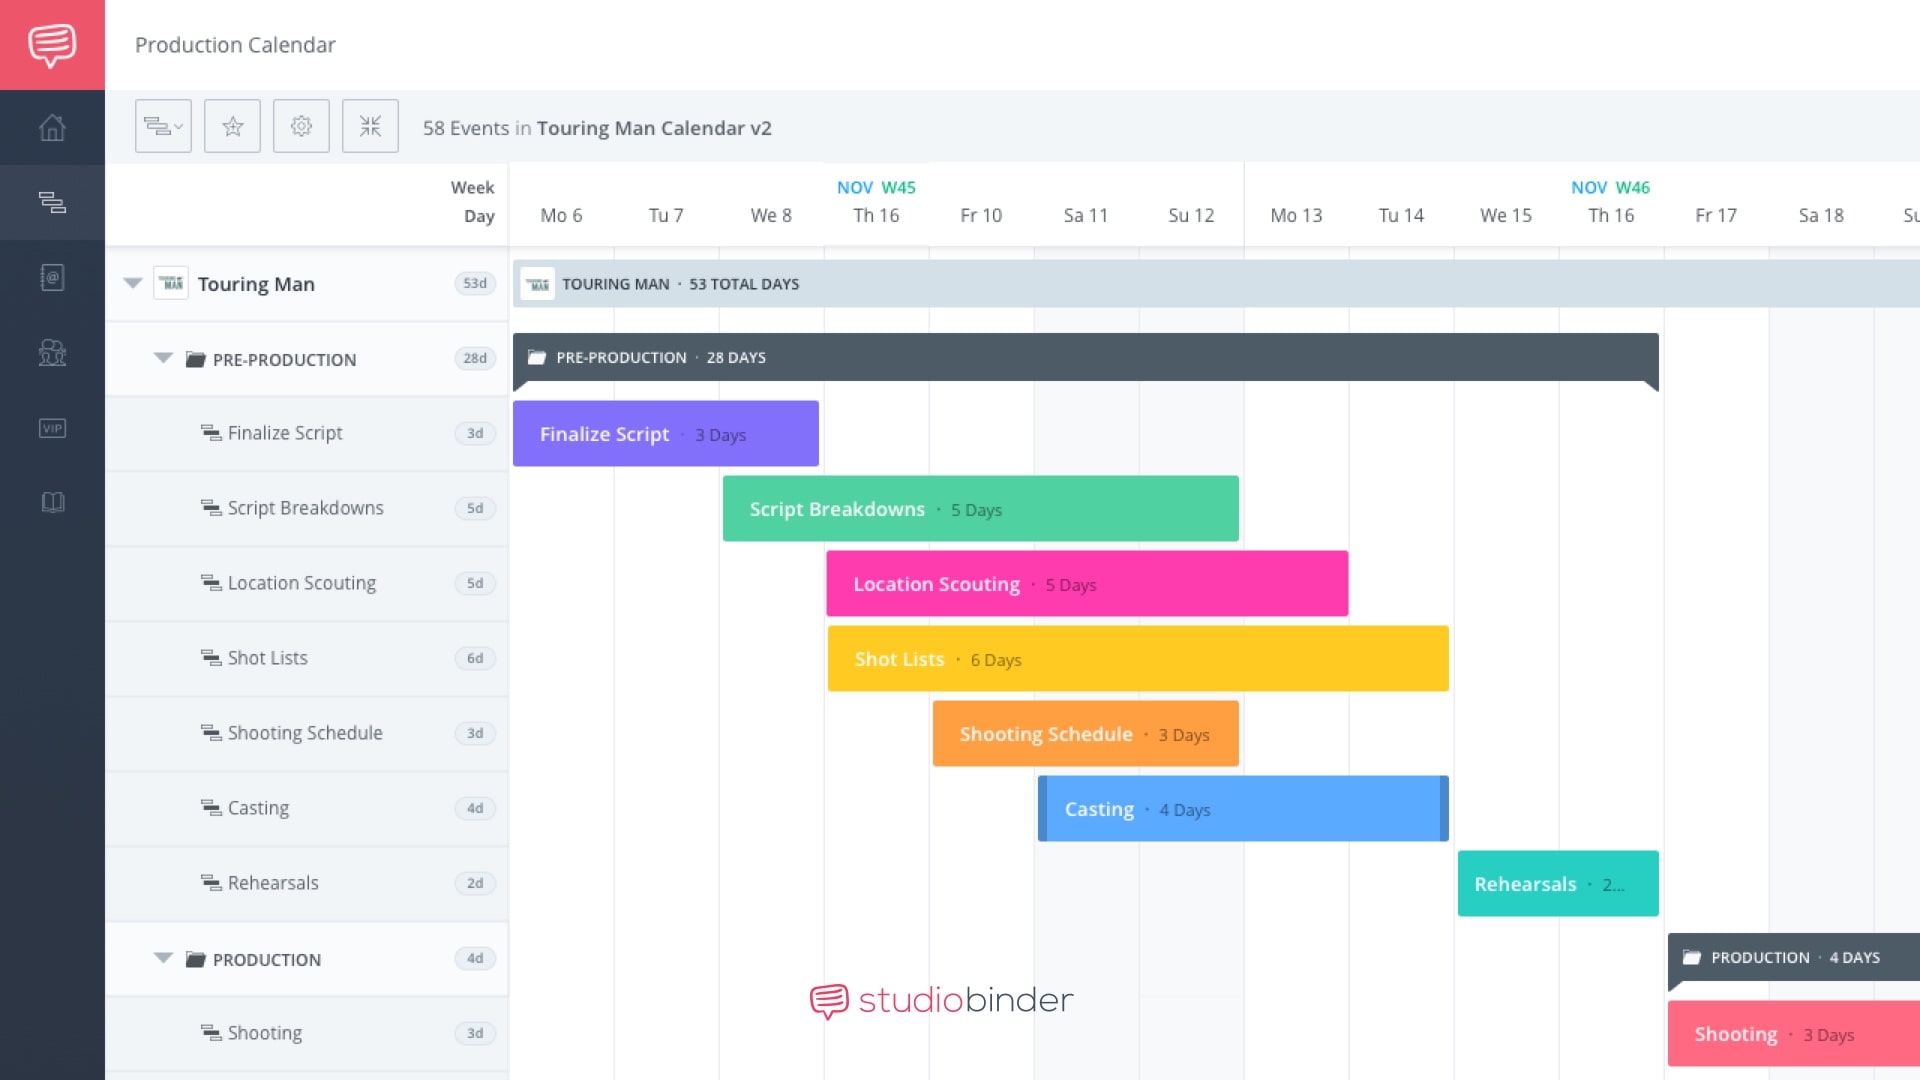 Production Calendar
58 Events in Touring Man Calendar v2
Week
NOV W45
NOV W46
Day
Mo 6
Tu 7
We 8
Th 16
Fr 10
Sa 11
Su 12
Mo 13
Tu 14
We 15
Th 16
Fr 17
Sa 18
Su
@
VIP
Touring Man
53d
TOURING MAN · 53 TOTAL DAYS
PRE-PRODUCTION
28d
PRE-PRODUCTION · 28 DAYS
Finalize Script
3d
Finalize Script · 3 Days
Script Breakdowns
5d
Script Breakdowns · 5 Days
Location Scouting
5d
Location Scouting · 5 Days
Shot Lists
6d
Shot Lists · 6 Days
Shooting Schedule
3d
Shooting Schedule · 3 Days
Casting
4d
Casting · 4 Days
Rehearsals
2d
Rehearsals · 2...
PRODUCTION
4d
PRODUCTION · 4 DAYS
studiobinder
Shooting
3d
Shooting · 3 Days